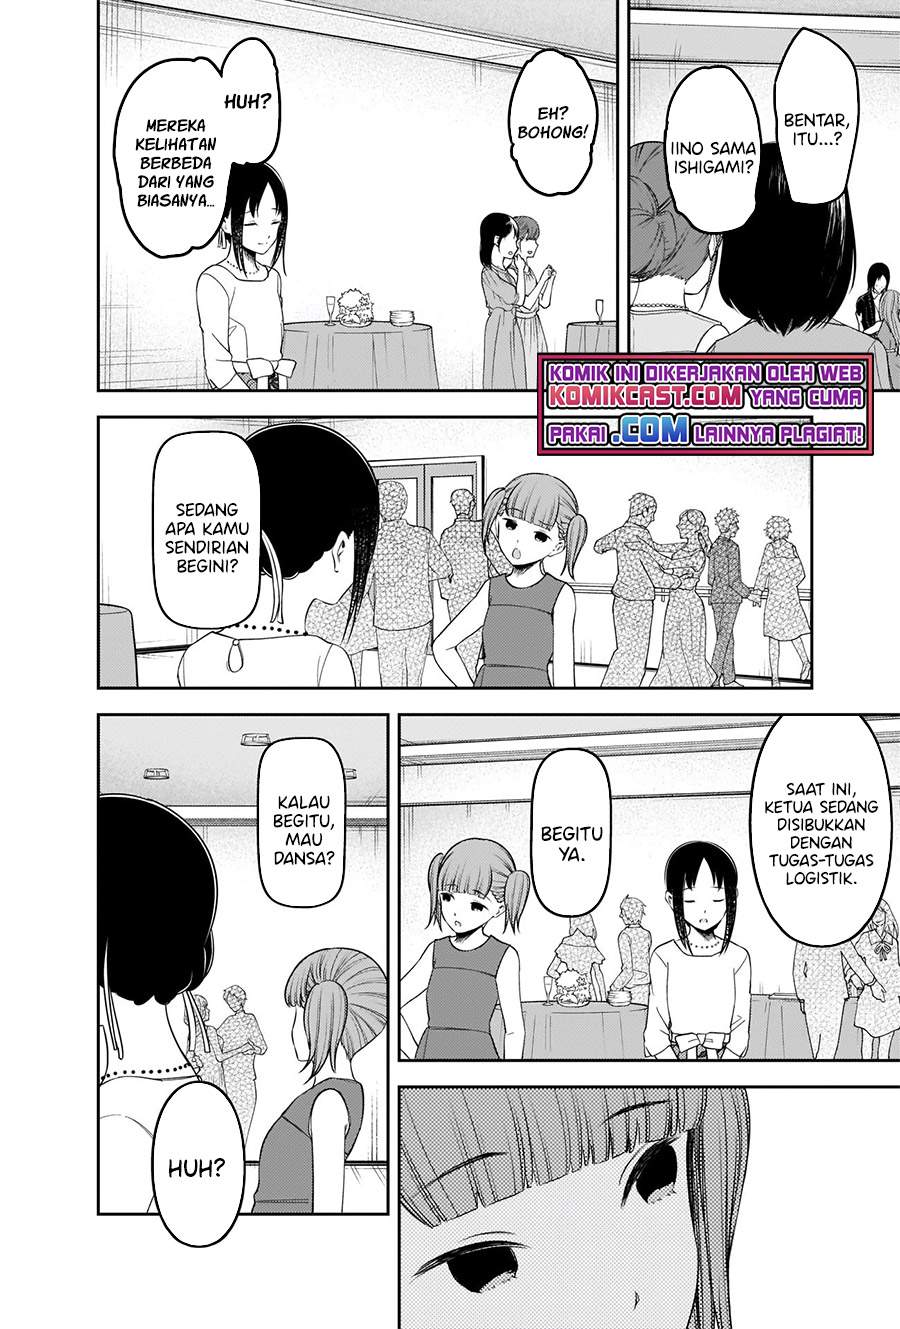 BENTAR,
ITU...?
IINO SAMA
ISHIGAMI?
EH?
BOHONG!
HUH?
MEREKA
KELIHATAN
BERBEDA
DARI YANG
BIASANYA...
KOMIK INI DIKERJAKAN OLEH WEB
KOMIKCAST.COM YANG CUMA
PAKAI .COM LAINNYA PLAGIAT!
SEDANG
APA KAMU
SENDIRIAN
BEGINI?
SAAT INI,
KETUA SEDANG
DISIBUKKAN
DENGAN
TUGAS-TUGAS
LOGISTIK.
BEGITU
YA.
KALAU
BEGITU,
MAU
DANSA?
HUH?